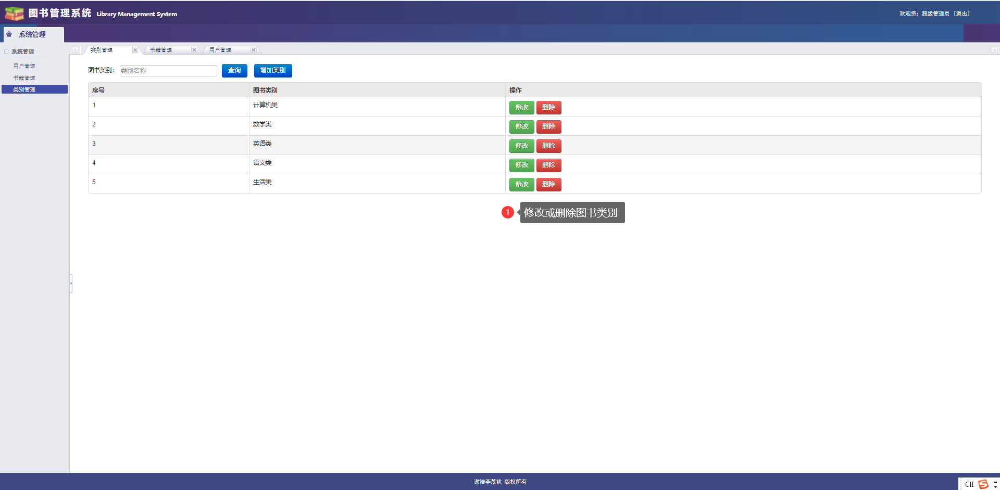 图书管理系统 Library Management System
欢迎您: 超级管理员 [退出]
系统管理
系统管理
用户管理
书籍管理
类别管理
类别管理 书籍管理 用户管理
图书类别: 类别名称 查询 增加类别
序号 图书类别 操作
1 计算机类 修改 删除
2 数学类 修改 删除
3 英语类 修改 删除
4 语文类 修改 删除
5 生活类 修改 删除
1 修改或删除图书类别
谢浩李茂秋 版权所有
CH S